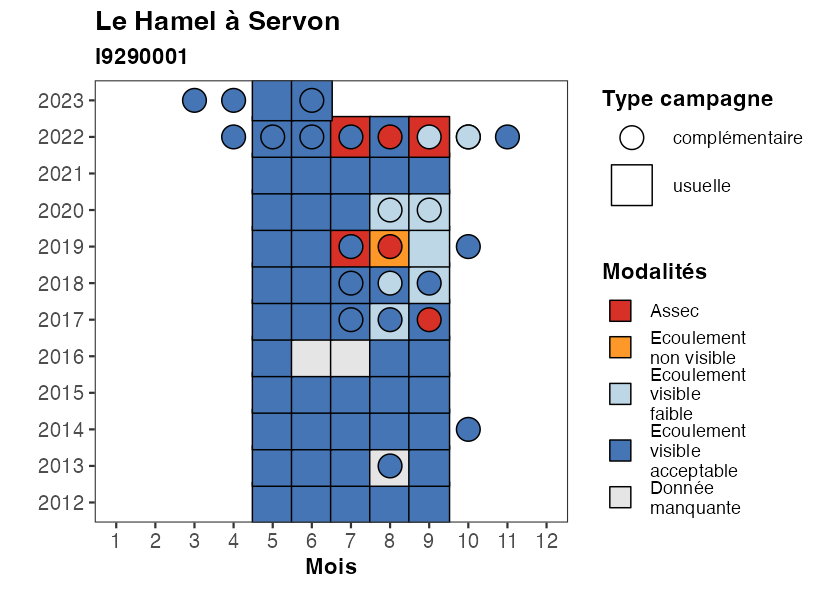 Le Hamel à Servon
I9290001
2023
2022
2021
2020
2019
2018
2017
2016
2015
2014
2013
2012
1 2 3 4 5 6 7 8 9 10 11 12
Mois
Type campagne
complémentaire
usuelle
Modalités
Assec
Ecoulement
non visible
Ecoulement
visible
faible
Ecoulement
visible
acceptable
Donnée
manquante